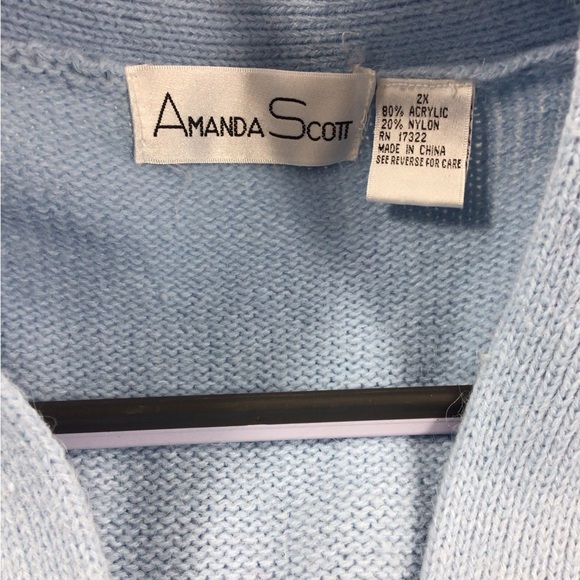 AMANDA SCOTT
2X
80% ACRYLIC
20% NYLON
RN 17322
MADE IN CHINA
SEE REVERSE FOR CARE